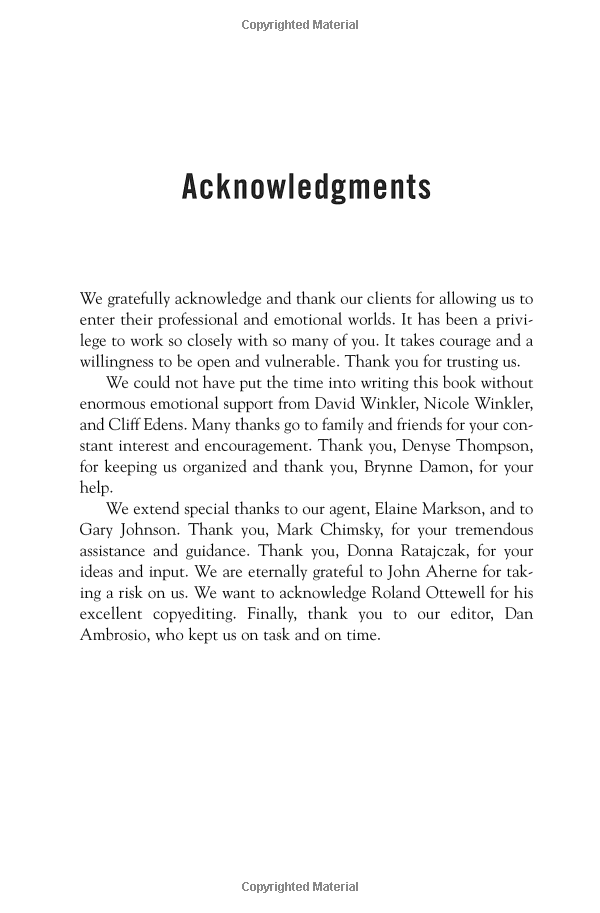 Copyrighted Material
Acknowledgments
We gratefully acknowledge and thank our clients for allowing us to
enter their professional and emotional worlds. It has been a privi-
lege to work so closely with so many of you. It takes courage and a
willingness to be open and vulnerable. Thank you for trusting us.
We could not have put the time into writing this book without
enormous emotional support from David Winkler, Nicole Winkler,
and Cliff Edens. Many thanks go to family and friends for your con-
stant interest and encouragement. Thank you, Denyse Thompson,
for keeping us organized and thank you, Brynne Damon, for your
help.
We extend special thanks to our agent, Elaine Markson, and to
Gary Johnson. Thank you, Mark Chimsky, for your tremendous
assistance and guidance. Thank you, Donna Ratajczak, for your
ideas and input. We are eternally grateful to John Aherne for tak-
ing a risk on us. We want to acknowledge Roland Ottewell for his
excellent copyediting. Finally, thank you to our editor, Dan
Ambrosio, who kept us on task and on time.
Copyrighted Material